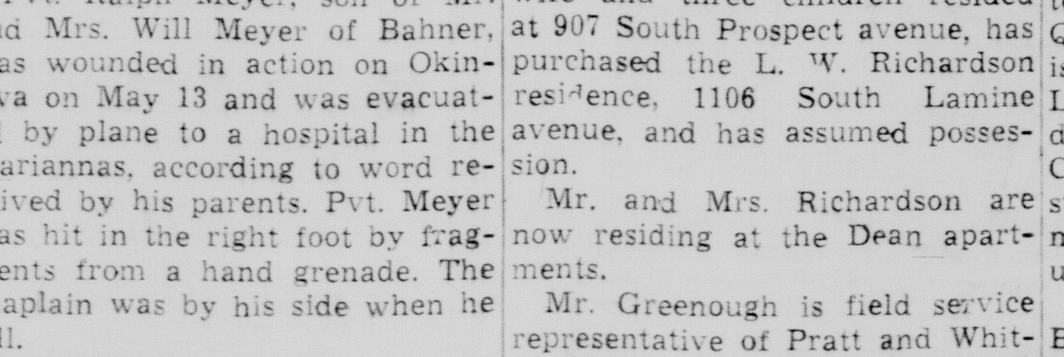 Mrs. Will Meyer of Bahner,
wounded in action on Okin-
on May 13 and was evacuat-
by plane to a hospital in the
ariannas, according to word re-
ived by his parents. Pvt. Meyer
as hit in the right foot by frag-
ents from a hand grenade. The
aplain was by his side when he
ll.
at 907 South Prospect avenue, has
purchased the L. W. Richardson
residence, 1106 South Lamine
avenue, and has assumed posses-
sion.
Mr. and Mrs. Richardson are
now residing at the Dean apart-
ments.
Mr. Greenough is field service
representative of Pratt and Whit-